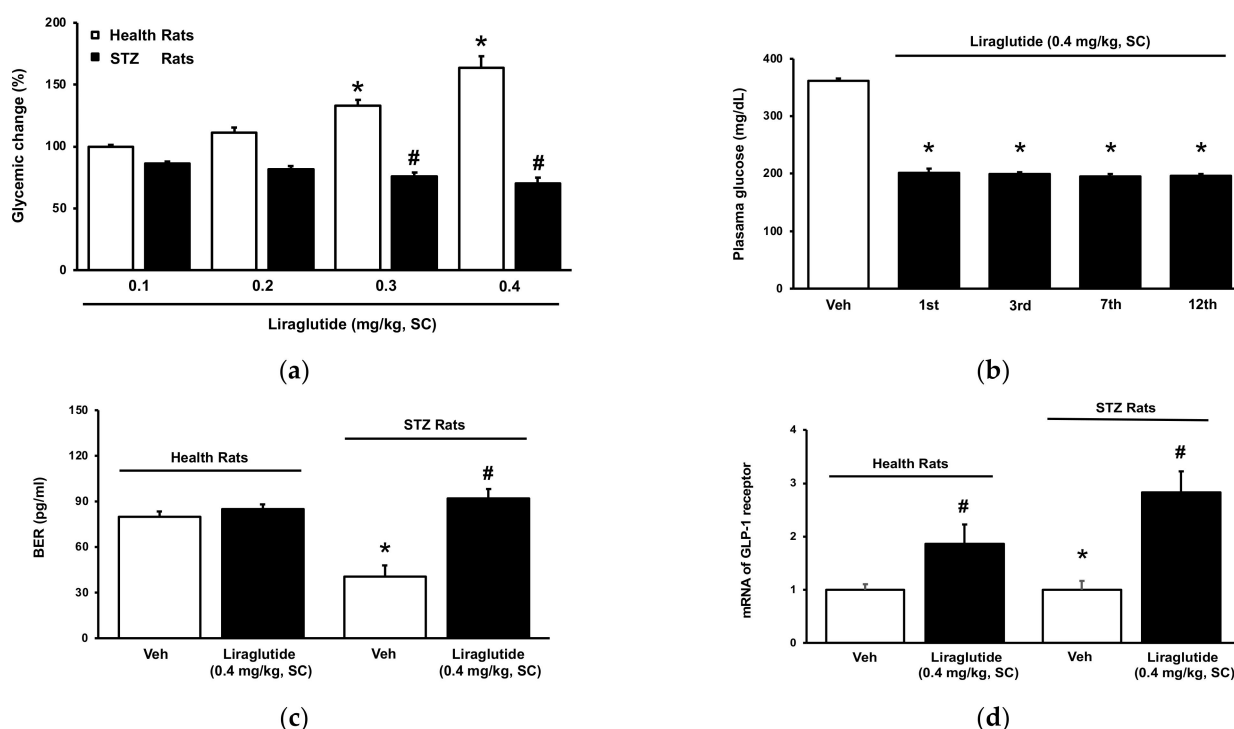 200
150
100
50
0
Glycemic change (%)
Health Rats
STZ Rats
*
*
#
#
0.1 0.2 0.3 0.4
Liraglutide (mg/kg, SC)
(a)
Liraglutide (0.4 mg/kg, SC)
400
300
200
100
0
Plasama glucose (mg/dL)
* * * *
Veh 1st 3rd 7th 12th
(b)
150
120
90
60
30
0
BER (pg/ml)
STZ Rats
Health Rats
#
*
Veh Liraglutide Veh Liraglutide
(0.4 mg/kg, SC) (0.4 mg/kg, SC)
(c)
STZ Rats
4
3
2
1
0
mRNA of GLP-1 receptor
Health Rats
#
#
*
Veh Liraglutide Veh Liraglutide
(0.4 mg/kg, SC) (0.4 mg/kg, SC)
(d)